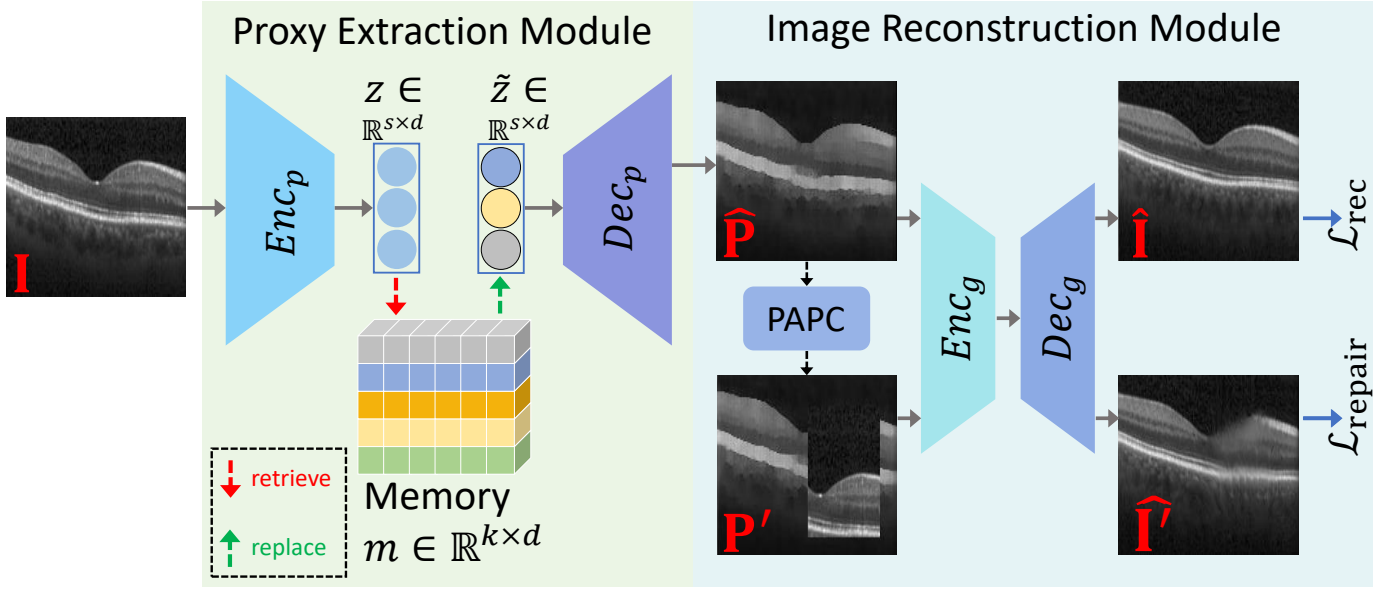 Proxy Extraction Module
Image Reconstruction Module
z ∈
ℝ^{s×d}
z̃ ∈
ℝ^{s×d}
I
Enc_p
Dec_p
P̂
PAPC
P′
Enc_g
Dec_g
Î
ℒ_rec
Î′
ℒ_repair
retrieve
replace
Memory
m ∈ ℝ^{k×d}